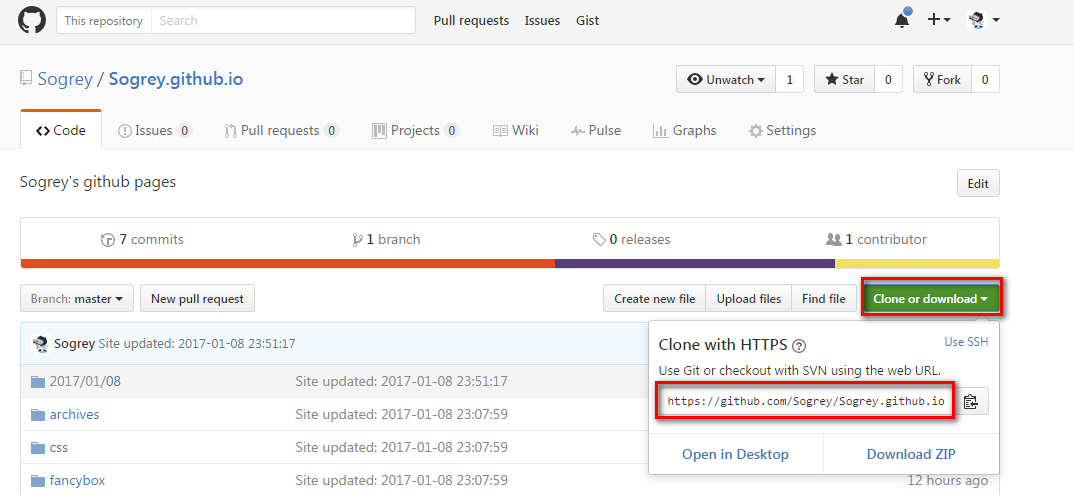 This repository Search Pull requests Issues Gist
Sogrey / Sogrey.github.io Unwatch 1 Star 0 Fork 0
Code Issues 0 Pull requests 0 Projects 0 Wiki Pulse Graphs Settings
Sogrey's github pages Edit
7 commits 1 branch 0 releases 1 contributor
Branch: master New pull request Create new file Upload files Find file Clone or download
Sogrey Site updated: 2017-01-08 23:51:17
2017/01/08 Site updated: 2017-01-08 23:51:17
archives Site updated: 2017-01-08 23:07:59
css Site updated: 2017-01-08 23:07:59
fancybox Site updated: 2017-01-08 23:07:59 12 hours ago
Clone with HTTPS Use SSH
Use Git or checkout with SVN using the web URL.
https://github.com/Sogrey/Sogrey.github.io
Open in Desktop Download ZIP